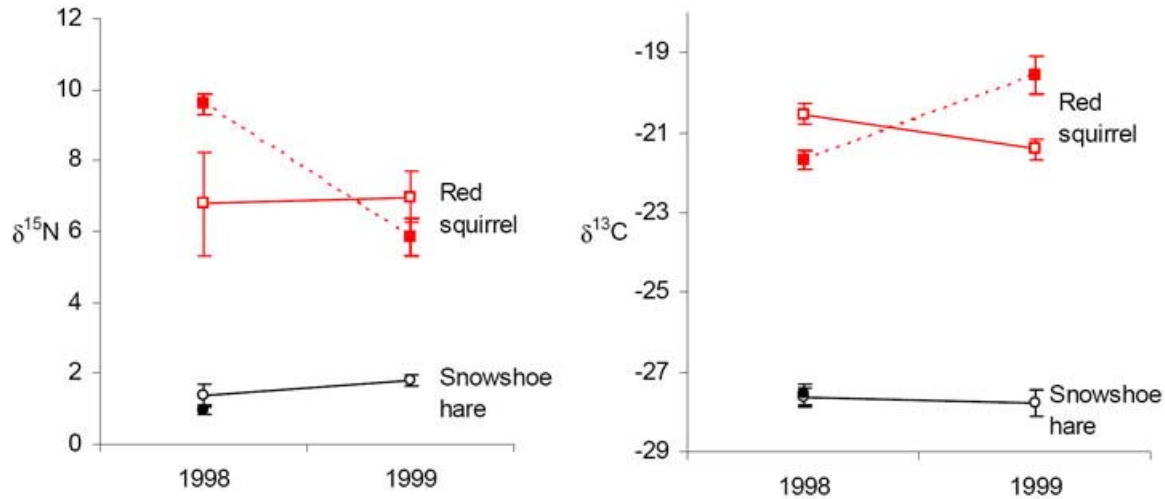 12
10
8
6
4
2
0
δ¹⁵N
Red
squirrel
Snowshoe
hare
1998
1999
-19
-21
-23
-25
-27
-29
δ¹³C
Red
squirrel
Snowshoe
hare
1998
1999